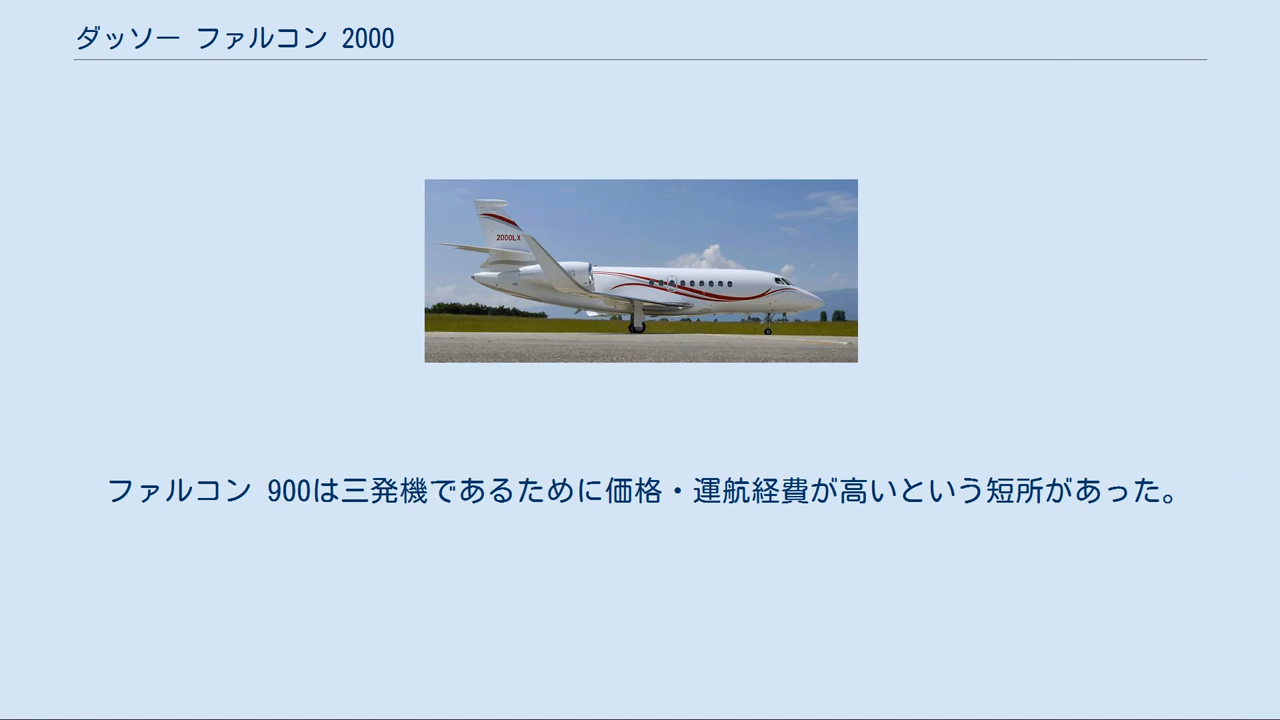 ダッソー ファルコン 2000
2000LX
ファルコン 900は三発機であるために価格・運航経費が高いという短所があった。